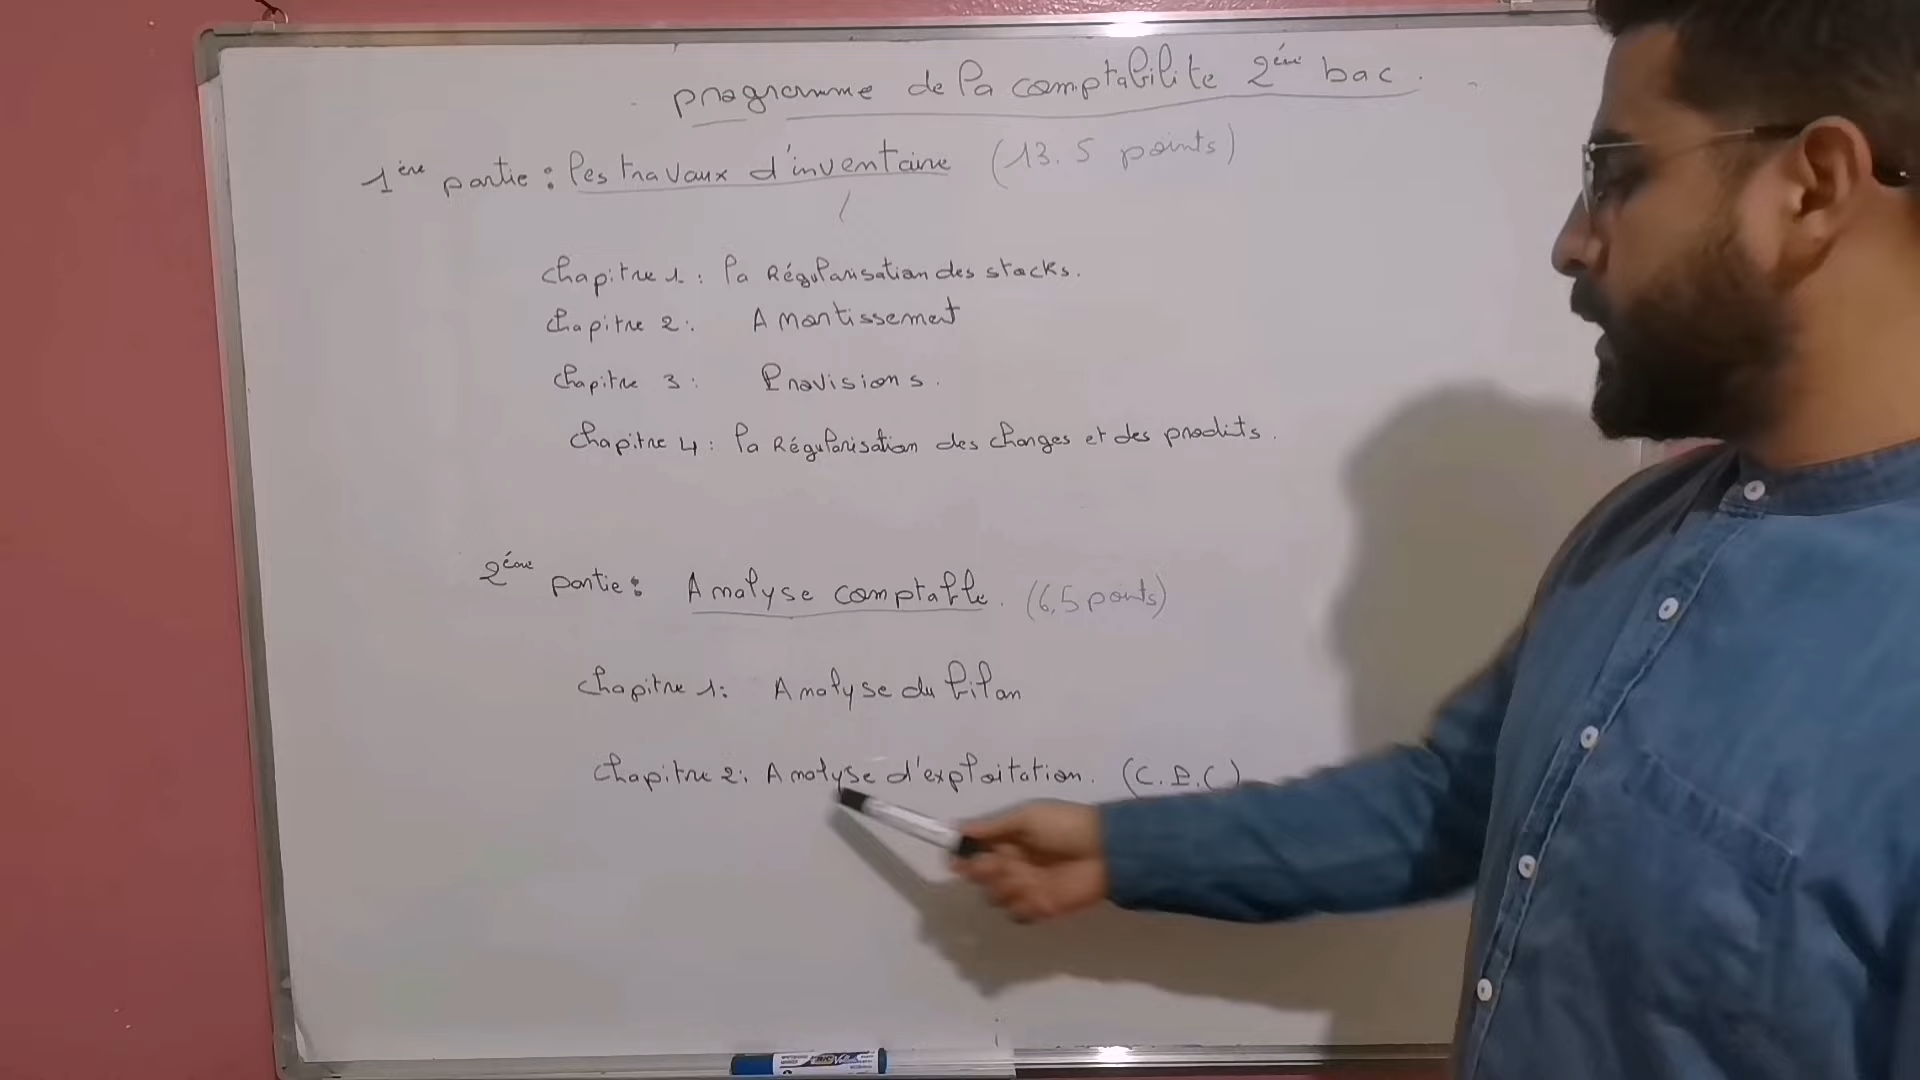 programme de la comptabilite 2ème bac.
1ère partie : les travaux d'inventaire (13.5 points)
chapitre 1 : la Régularisation des stocks.
chapitre 2 : Amortissement
chapitre 3 : Provisions.
chapitre 4 : la Régularisation des charges et des produits.
2ème partie : Analyse comptable. (6,5 points)
chapitre 1 : Analyse du bilan
chapitre 2 : Analyse d'exploitation. (C.P.C)
BIC